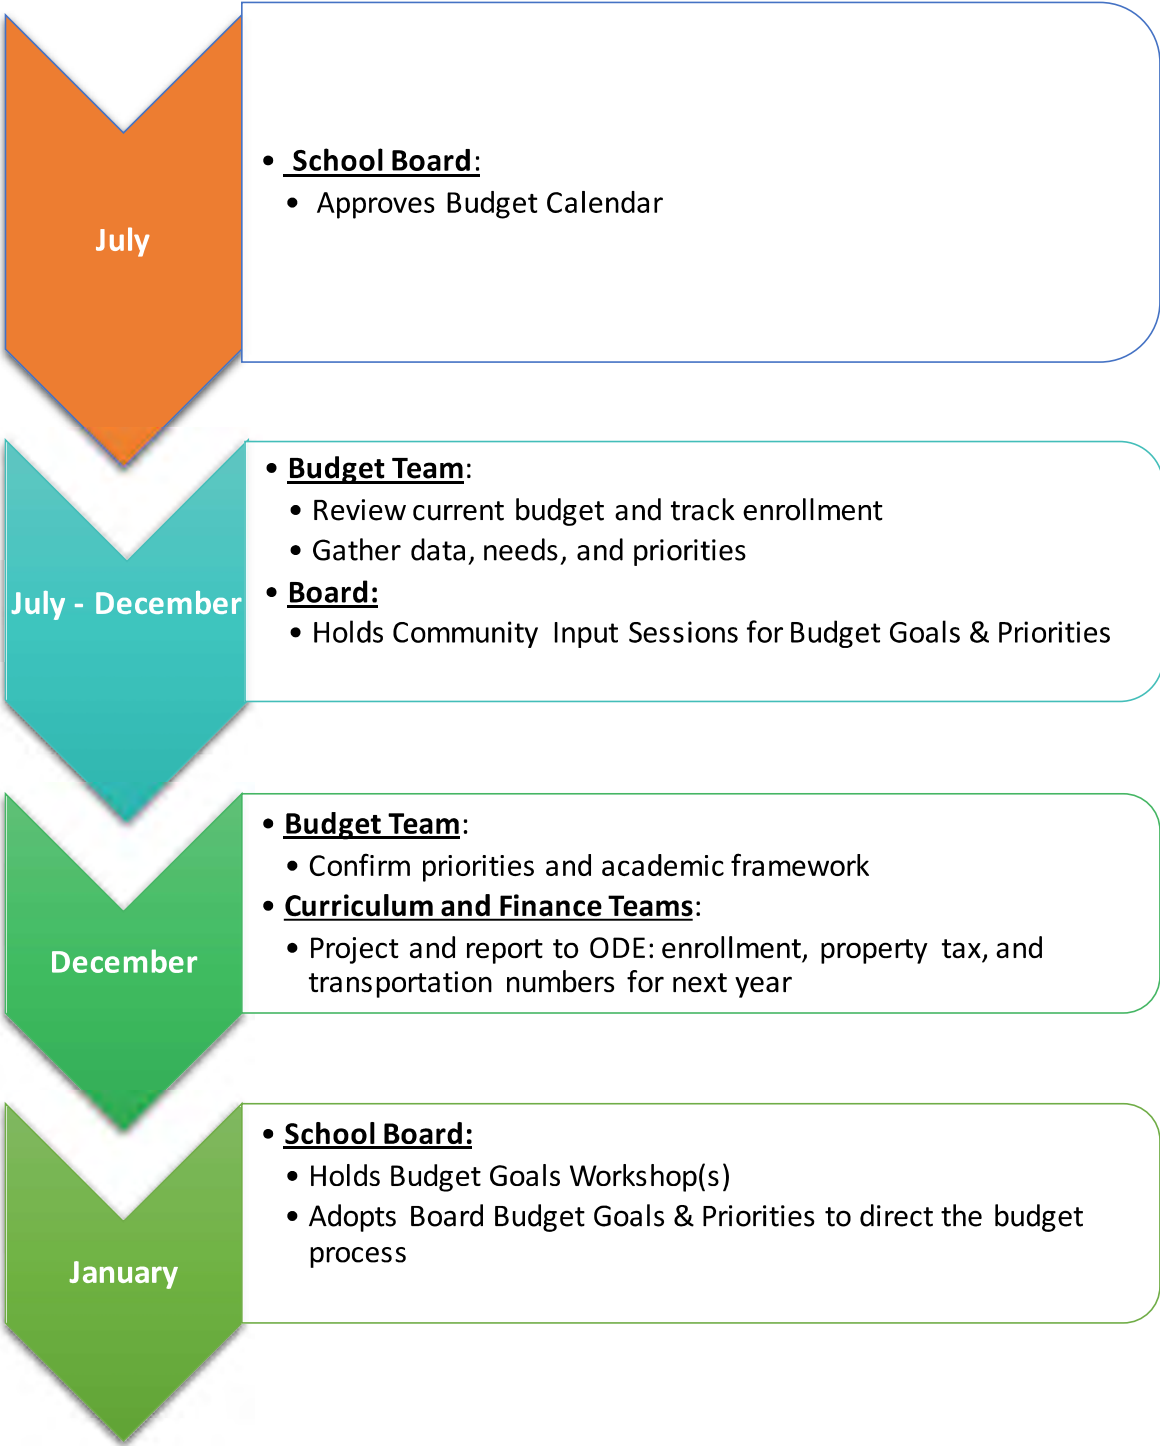 July
• School Board:
• Approves Budget Calendar
July - December
• Budget Team:
• Review current budget and track enrollment
• Gather data, needs, and priorities
• Board:
• Holds Community Input Sessions for Budget Goals & Priorities
December
• Budget Team:
• Confirm priorities and academic framework
• Curriculum and Finance Teams:
• Project and report to ODE: enrollment, property tax, and
transportation numbers for next year
January
• School Board:
• Holds Budget Goals Workshop(s)
• Adopts Board Budget Goals & Priorities to direct the budget
process